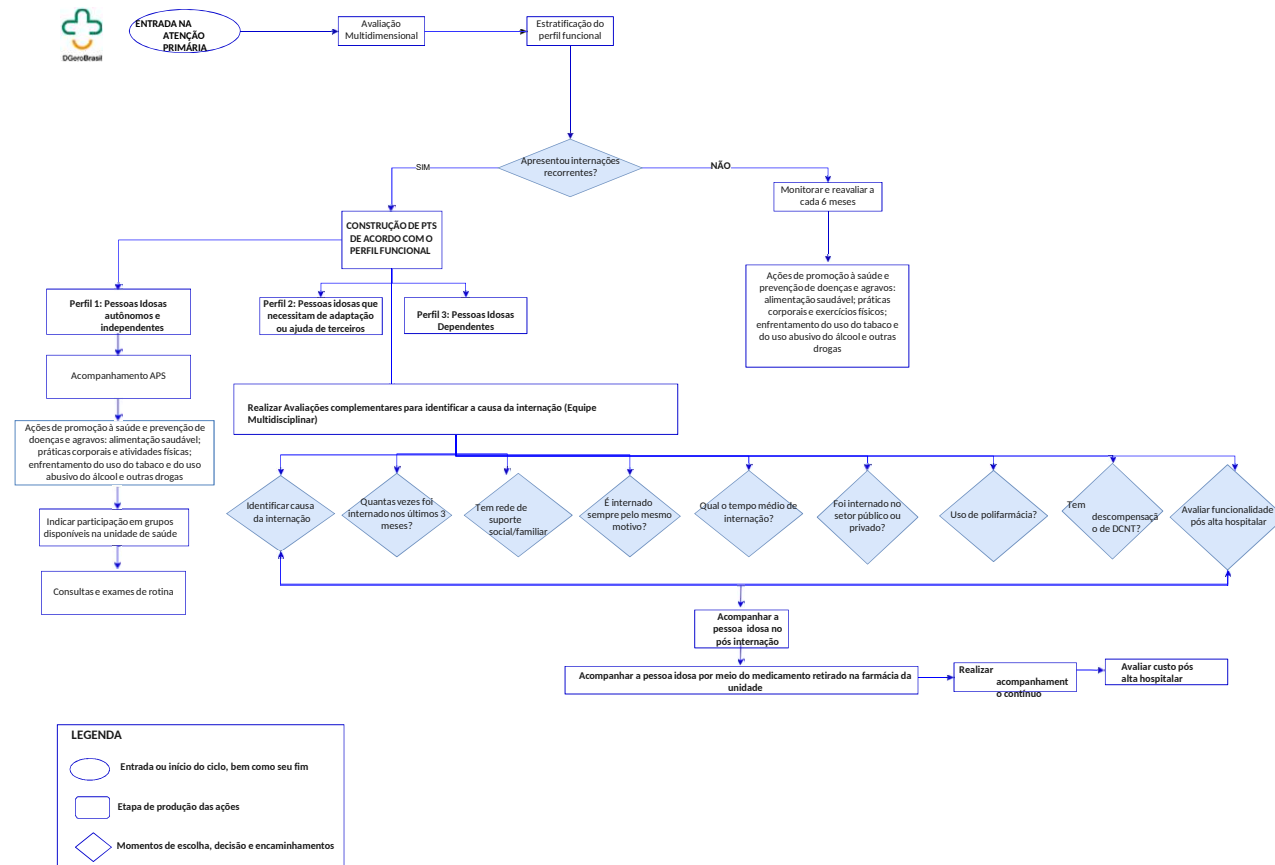 DGeroBrasil
ENTRADA NA
ATENÇÃO
PRIMÁRIA
Avaliação
Multidimensional
Estratificação do
perfil funcional
Apresentou internações
recorrentes?
SIM
NÃO
Monitorar e reavaliar a
cada 6 meses
Ações de promoção à saúde e
prevenção de doenças e agravos:
alimentação saudável; práticas
corporais e exercícios físicos;
enfrentamento do uso do tabaco e
do uso abusivo do álcool e outras
drogas
CONSTRUÇÃO DE PTS
DE ACORDO COM O
PERFIL FUNCIONAL
Perfil 1: Pessoas Idosas
autônomos e
independentes
Perfil 2: Pessoas idosas que
necessitam de adaptação
ou ajuda de terceiros
Perfil 3: Pessoas Idosas
Dependentes
Acompanhamento APS
Ações de promoção à saúde e prevenção de
doenças e agravos: alimentação saudável;
práticas corporais e atividades físicas;
enfrentamento do uso do tabaco e do uso
abusivo do álcool e outras drogas
Indicar participação em grupos
disponíveis na unidade de saúde
Consultas e exames de rotina
Realizar Avaliações complementares para identificar a causa da internação (Equipe
Multidisciplinar)
Identificar causa
da internação
Quantas vezes foi
internado nos últimos 3
meses?
Tem rede de
suporte
social/familiar
É internado
sempre pelo mesmo
motivo?
Qual o tempo médio de
internação?
Foi internado no
setor público ou
privado?
Uso de polifarmácia?
Tem
descompensaçã
o de DCNT?
Avaliar funcionalidade
pós alta hospitalar
Acompanhar a
pessoa idosa no
pós internação
Acompanhar a pessoa idosa por meio do medicamento retirado na farmácia da
unidade
Realizar
acompanhament
o contínuo
Avaliar custo pós
alta hospitalar
LEGENDA
Entrada ou início do ciclo, bem como seu fim
Etapa de produção das ações
Momentos de escolha, decisão e encaminhamentos